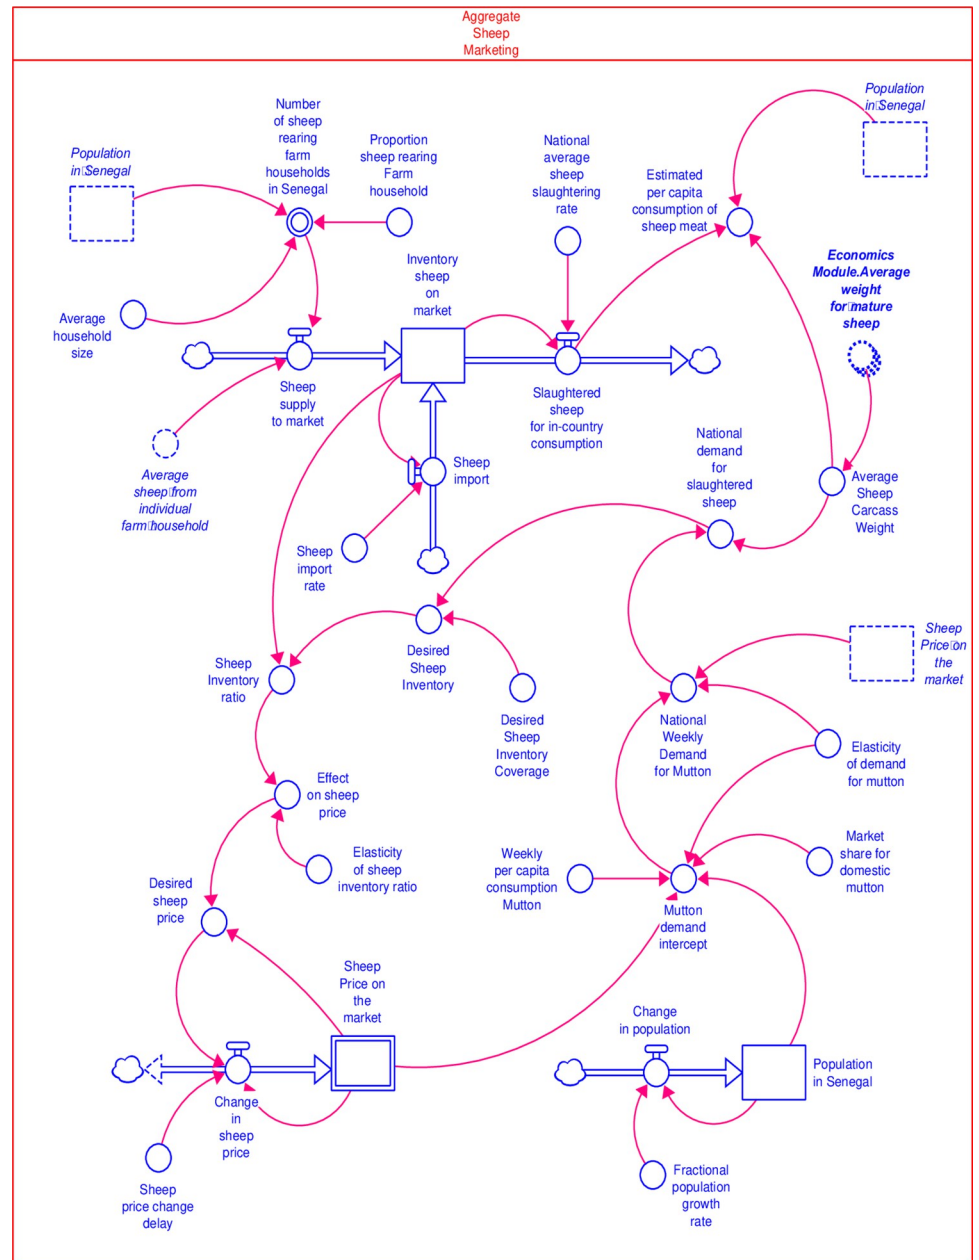 Aggregate
Sheep
Marketing
Population
in Senegal
Number
of sheep
rearing
farm
households
in Senegal
Proportion
sheep rearing
Farm
household
National
average
sheep
slaughtering
rate
Estimated
per capita
consumption of
sheep meat
Population
in Senegal
Average
household
size
Inventory
sheep
on
market
Economics
Module.Average
weight
for mature
sheep
Sheep
supply
to market
Slaughtered
sheep
for in-country
consumption
Average
sheep from
individual
farm household
Sheep
import
National
demand
for
slaughtered
sheep
Average
Sheep
Carcass
Weight
Sheep
import
rate
Sheep
Inventory
ratio
Desired
Sheep
Inventory
Desired
Sheep
Inventory
Coverage
National
Weekly
Demand
for Mutton
Sheep
Price on
the
market
Elasticity
of demand
for mutton
Effect
on sheep
price
Elasticity
of sheep
inventory ratio
Weekly
per capita
consumption
Mutton
Market
share for
domestic
mutton
Desired
sheep
price
Mutton
demand
intercept
Sheep
Price on
the
market
Change
in population
Population
in Senegal
Change
in
sheep
price
Sheep
price change
delay
Fractional
population
growth
rate